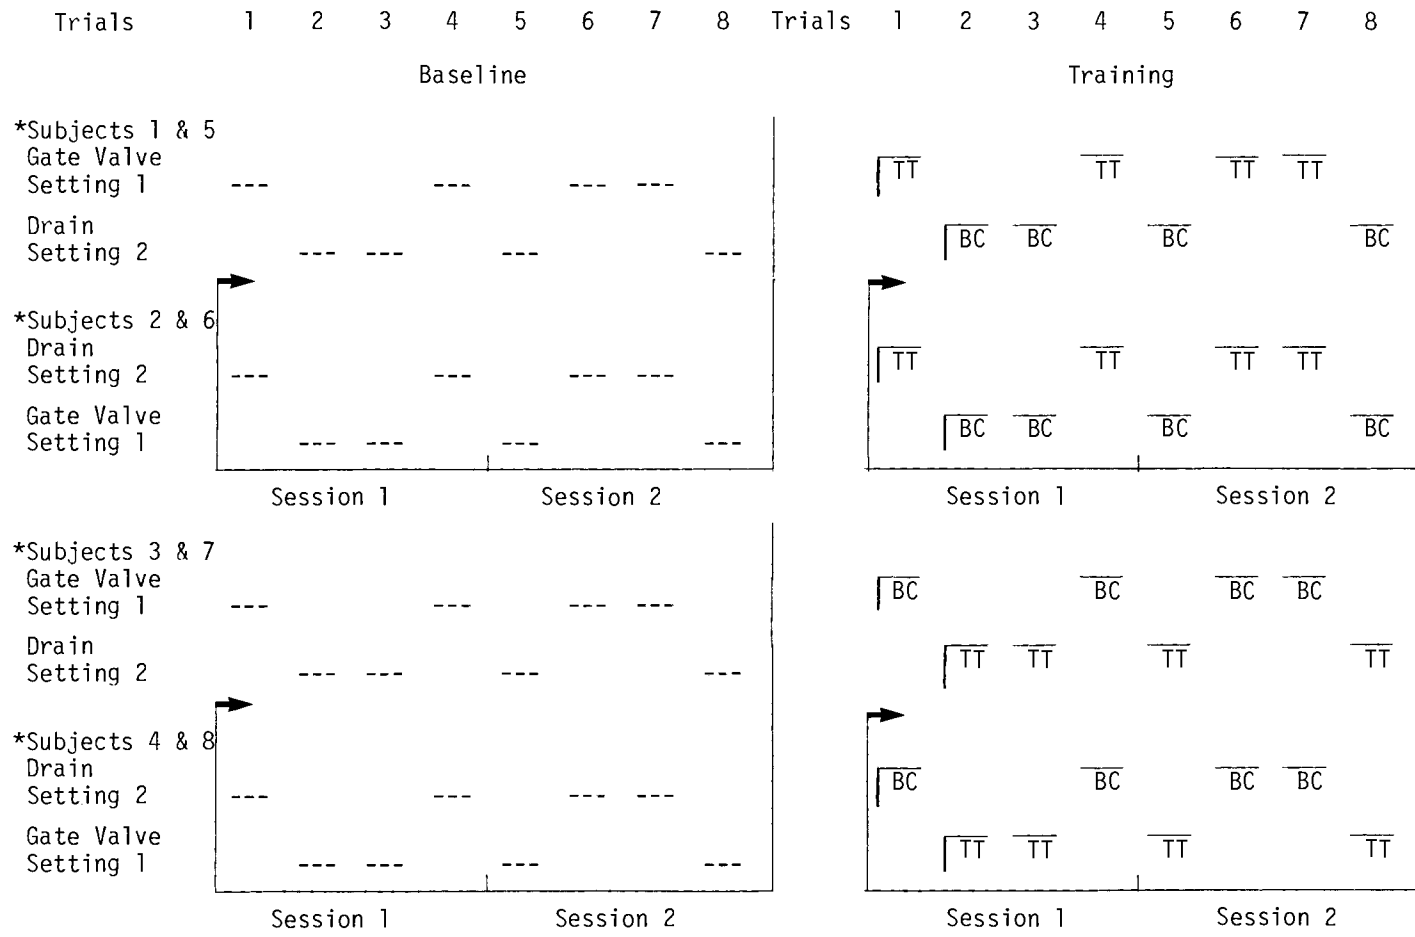 Trials 1 2 3 4 5 6 7 8 Trials 1 2 3 4 5 6 7 8
Baseline Training
*Subjects 1 & 5
Gate Valve
Setting 1 --- --- --- --- TT TT TT TT
Drain
Setting 2 --- --- --- --- BC BC BC BC
*Subjects 2 & 6
Drain
Setting 2 --- --- --- --- TT TT TT TT
Gate Valve
Setting 1 --- --- --- --- BC BC BC BC
Session 1 Session 2 Session 1 Session 2
*Subjects 3 & 7
Gate Valve
Setting 1 --- --- --- --- BC BC BC BC
Drain
Setting 2 --- --- --- --- TT TT TT TT
*Subjects 4 & 8
Drain
Setting 2 --- --- --- --- BC BC BC BC
Gate Valve
Setting 1 --- --- --- --- TT TT TT TT
Session 1 Session 2 Session 1 Session 2